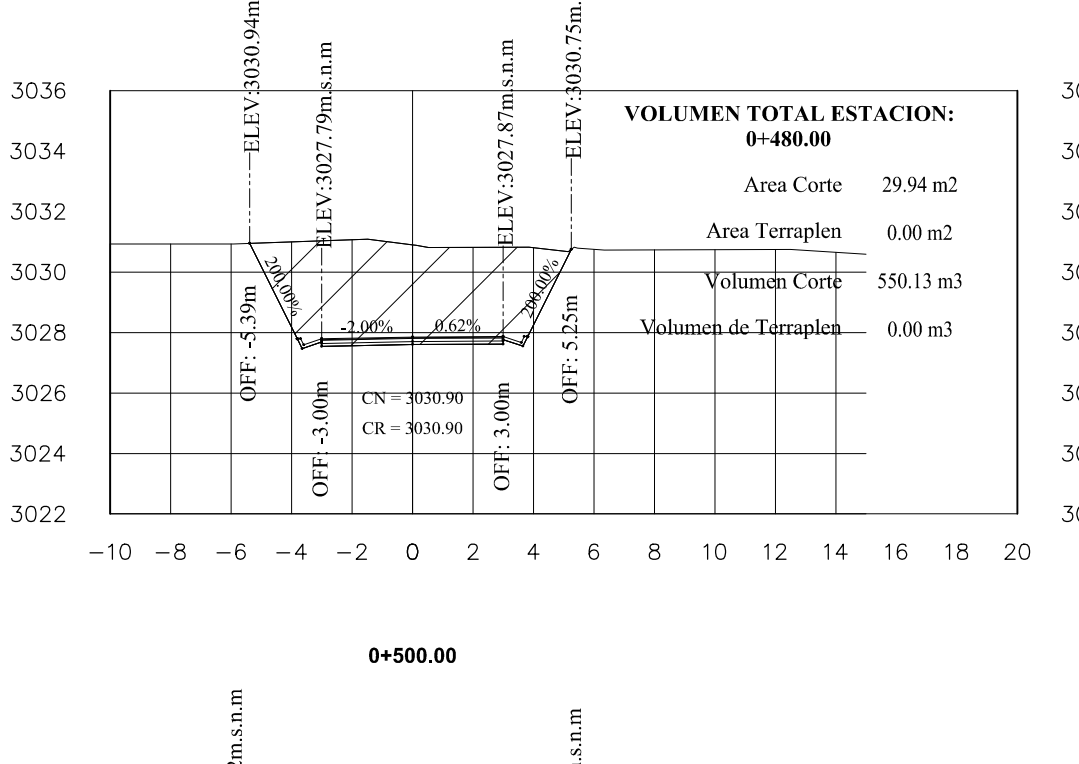 ELEV:3030.94m
ELEV:3027.79m.s.n.m
ELEV:3027.87m.s.n.m
ELEV:3030.75m.
VOLUMEN TOTAL ESTACION:
0+480.00
Area Corte 29.94 m2
Area Terraplen 0.00 m2
Volumen Corte 550.13 m3
Volumen de Terraplen 0.00 m3
3036
3034
3032
3030
3028
3026
3024
3022
200.00%
-2.00%
0.62%
200.00%
OFF: -5.39m
OFF: -3.00m
OFF: 3.00m
OFF: 5.25m
CN = 3030.90
CR = 3030.90
-10 -8 -6 -4 -2 0 2 4 6 8 10 12 14 16 18 20
0+500.00
2m.s.n.m
.s.n.m